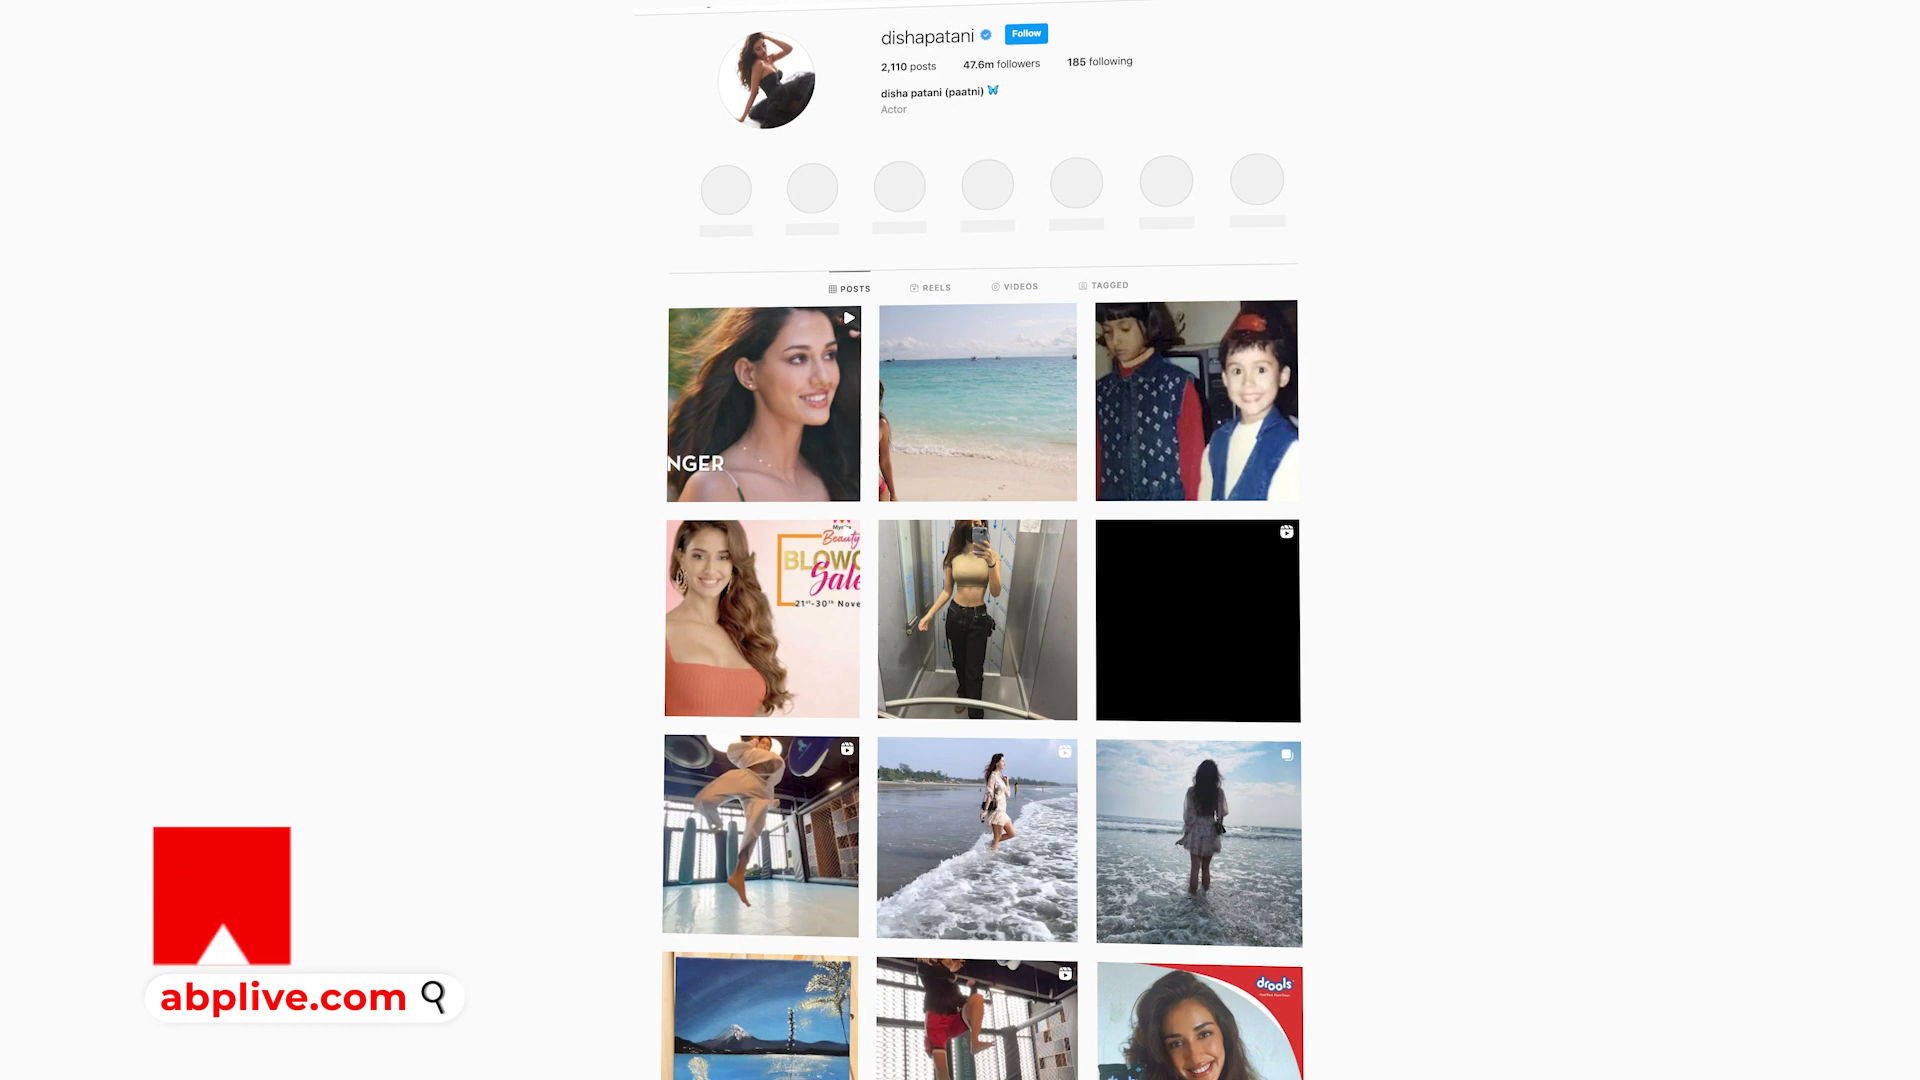 dishapatani
Follow
2,110 posts 47.6m followers 185 following
disha patani (paatni)
Actor
POSTS REELS VIDEOS TAGGED
NGER
Beauty
BLOWO
Sale
21st-30th Nove
drools
abplive.com